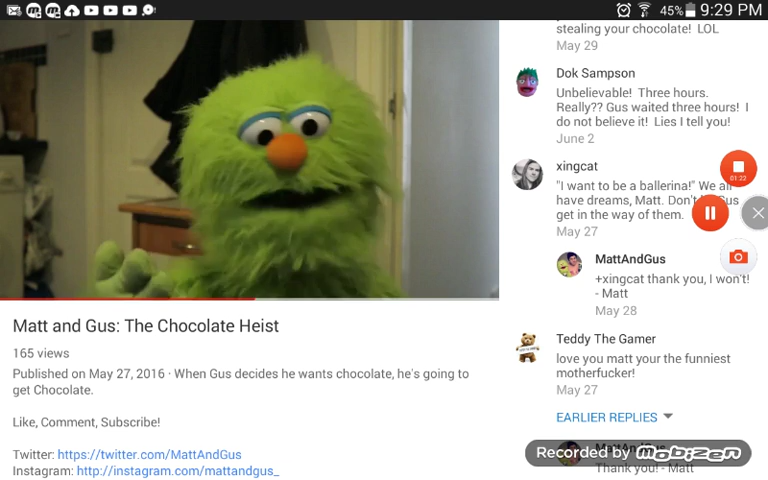 45% 9:29 PM
stealing your chocolate! LOL
May 29
Dok Sampson
Unbelievable! Three hours.
Really?? Gus waited three hours! I
do not believe it! Lies I tell you!
June 2
xingcat
"I want to be a ballerina!" We all
have dreams, Matt. Don't Gus
get in the way of them.
May 27
01:22
MattAndGus
+xingcat thank you, I won't!
- Matt
May 28
Teddy The Gamer
love you matt your the funniest
motherfucker!
May 27
EARLIER REPLIES
MattAndGus
Thank you! - Matt
Recorded by mobizen
Matt and Gus: The Chocolate Heist
165 views
Published on May 27, 2016 · When Gus decides he wants chocolate, he's going to
get Chocolate.
Like, Comment, Subscribe!
Twitter: https://twitter.com/MattAndGus
Instagram: http://instagram.com/mattandgus_